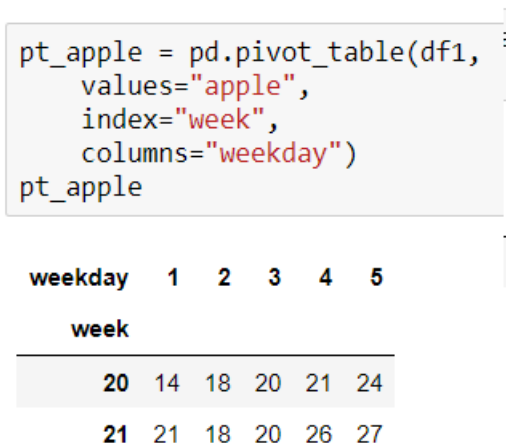 pt_apple = pd.pivot_table(df1,
    values="apple",
    index="week",
    columns="weekday")
pt_apple
weekday 1 2 3 4 5
week
20 14 18 20 21 24
21 21 18 20 26 27